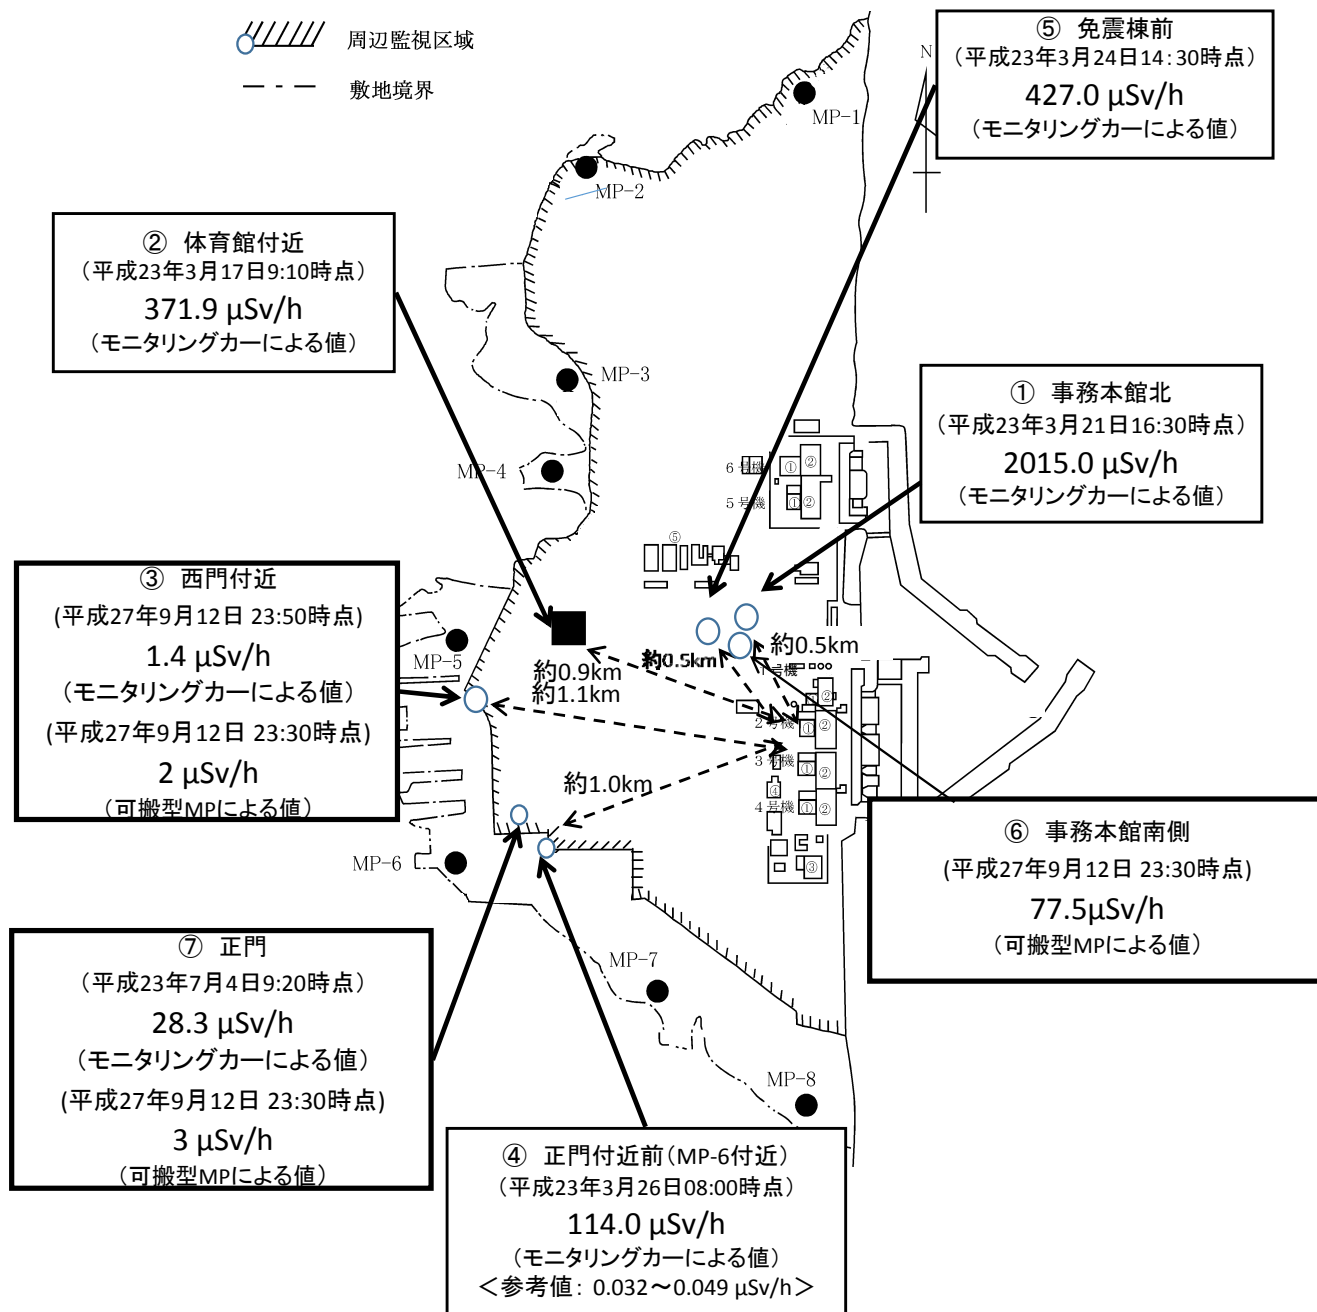 周辺監視区域
敷地境界
⑤ 免震棟前
（平成23年3月24日14：30時点）
427.0 μSv/h
（モニタリングカーによる値）
N
MP-1
MP-2
② 体育館付近
（平成23年3月17日9:10時点）
371.9 μSv/h
（モニタリングカーによる値）
MP-3
① 事務本館北
（平成23年3月21日16:30時点）
2015.0 μSv/h
（モニタリングカーによる値）
MP-4
6号機
①
②
5号機
①
②
⑤
③ 西門付近
(平成27年9月12日 23:50時点)
1.4 μSv/h
（モニタリングカーによる値）
(平成27年9月12日 23:30時点)
2 μSv/h
（可搬型MPによる値）
MP-5
約0.9km
約1.1km
約0.5km
約0.5km
1号機
②
2号機
①
②
3号機
①
②
④
4号機
①
②
③
約1.0km
MP-6
⑥ 事務本館南側
(平成27年9月12日 23:30時点)
77.5μSv/h
（可搬型MPによる値）
⑦ 正門
（平成23年7月4日9:20時点）
28.3 μSv/h
（モニタリングカーによる値）
(平成27年9月12日 23:30時点)
3 μSv/h
（可搬型MPによる値）
MP-7
MP-8
④ 正門付近前（MP-6付近）
（平成23年3月26日08:00時点）
114.0 μSv/h
（モニタリングカーによる値）
＜参考値： 0.032～0.049 μSv/h＞